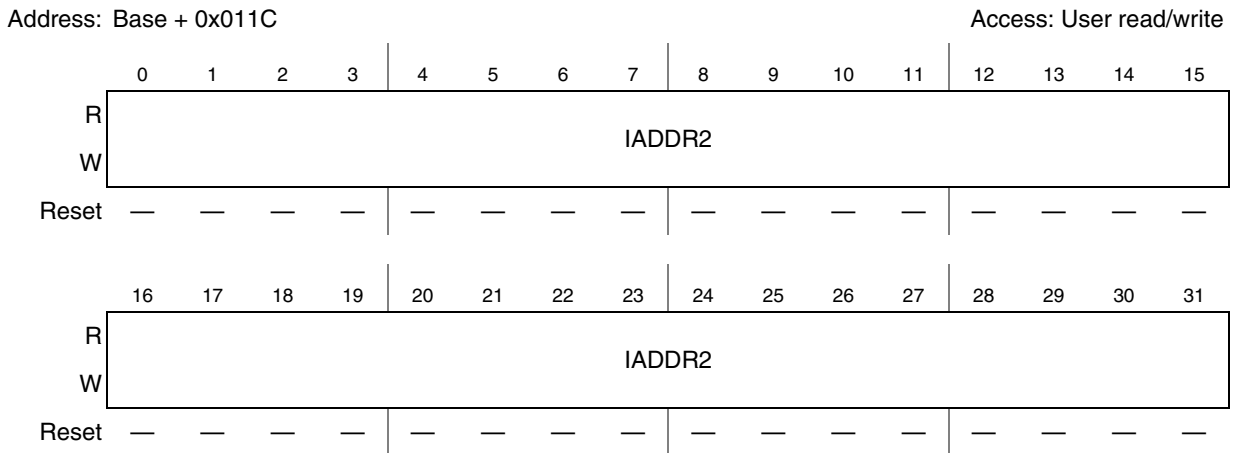 Address: Base + 0x011C Access: User read/write
0 1 2 3 4 5 6 7 8 9 10 11 12 13 14 15
R
IADDR2
W
Reset — — — — — — — — — — — — — — — —
16 17 18 19 20 21 22 23 24 25 26 27 28 29 30 31
R
IADDR2
W
Reset — — — — — — — — — — — — — — — —